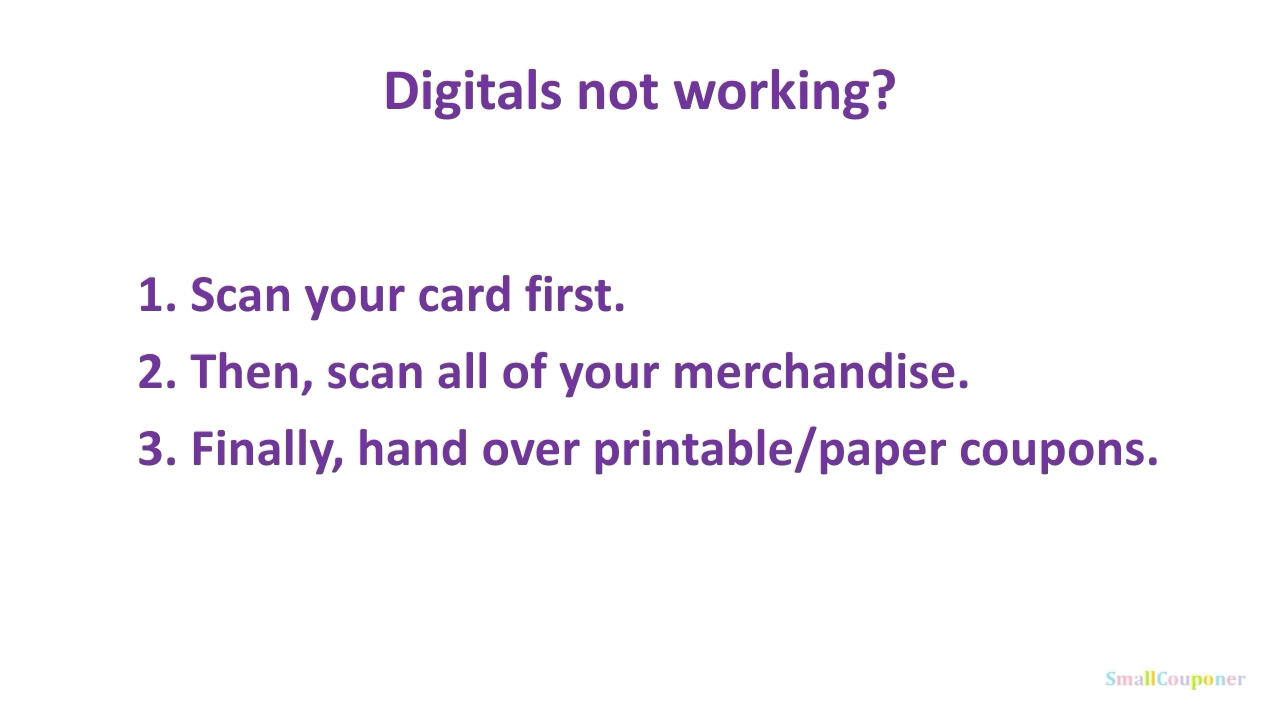 Digitals not working?
1. Scan your card first.
2. Then, scan all of your merchandise.
3. Finally, hand over printable/paper coupons.
SmallCouponer